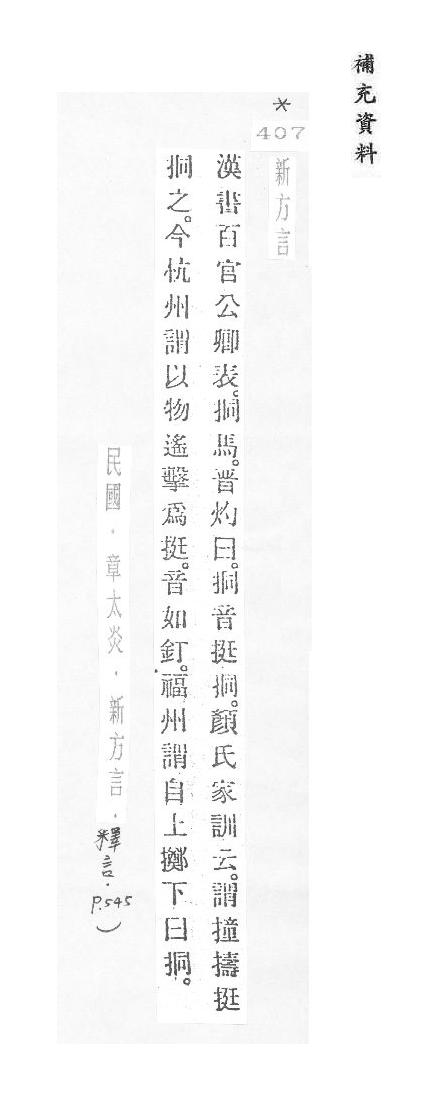 補充資料
*
407
新方言
漢書百官公卿表。挏馬。晋灼曰。挏音挺挏。顏氏家訓云。謂撞擣挺
挏之。今杭州謂以物遙擊爲挺。音如釘。福州謂自上擲下曰挏。
民國．章太炎．新方言．釋言．P.545）